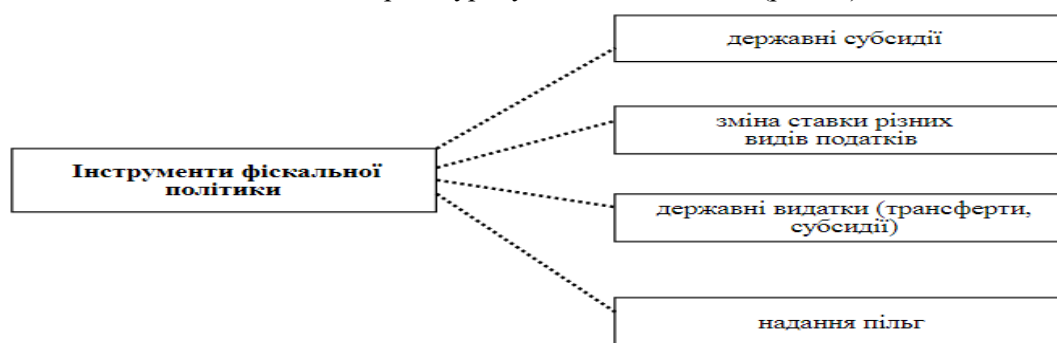 державні субсидії
зміна ставки різних
видів податків
Інструменти фіскальної
політики
державні видатки (трансферти,
субсидії)
надання пільг